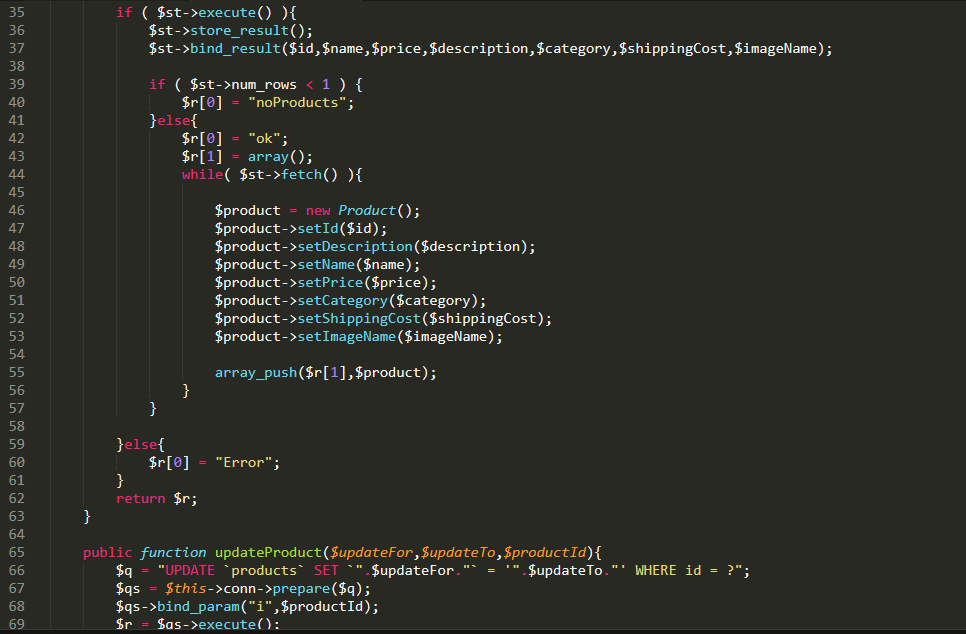 35 if ( $st->execute() ){
36 $st->store_result();
37 $st->bind_result($id,$name,$price,$description,$category,$shippingCost,$imageName);
38
39 if ( $st->num_rows < 1 ) {
40 $r[0] = "noProducts";
41 }else{
42 $r[0] = "ok";
43 $r[1] = array();
44 while( $st->fetch() ){
45
46 $product = new Product();
47 $product->setId($id);
48 $product->setDescription($description);
49 $product->setName($name);
50 $product->setPrice($price);
51 $product->setCategory($category);
52 $product->setShippingCost($shippingCost);
53 $product->setImageName($imageName);
54
55 array_push($r[1],$product);
56 }
57 }
58
59 }else{
60 $r[0] = "Error";
61 }
62 return $r;
63 }
64
65 public function updateProduct($updateFor,$updateTo,$productId){
66 $q = "UPDATE `products` SET `".$updateFor."` = '".$updateTo."' WHERE id = ?";
67 $qs = $this->conn->prepare($q);
68 $qs->bind_param("i",$productId);
69 $r = $qs->execute();